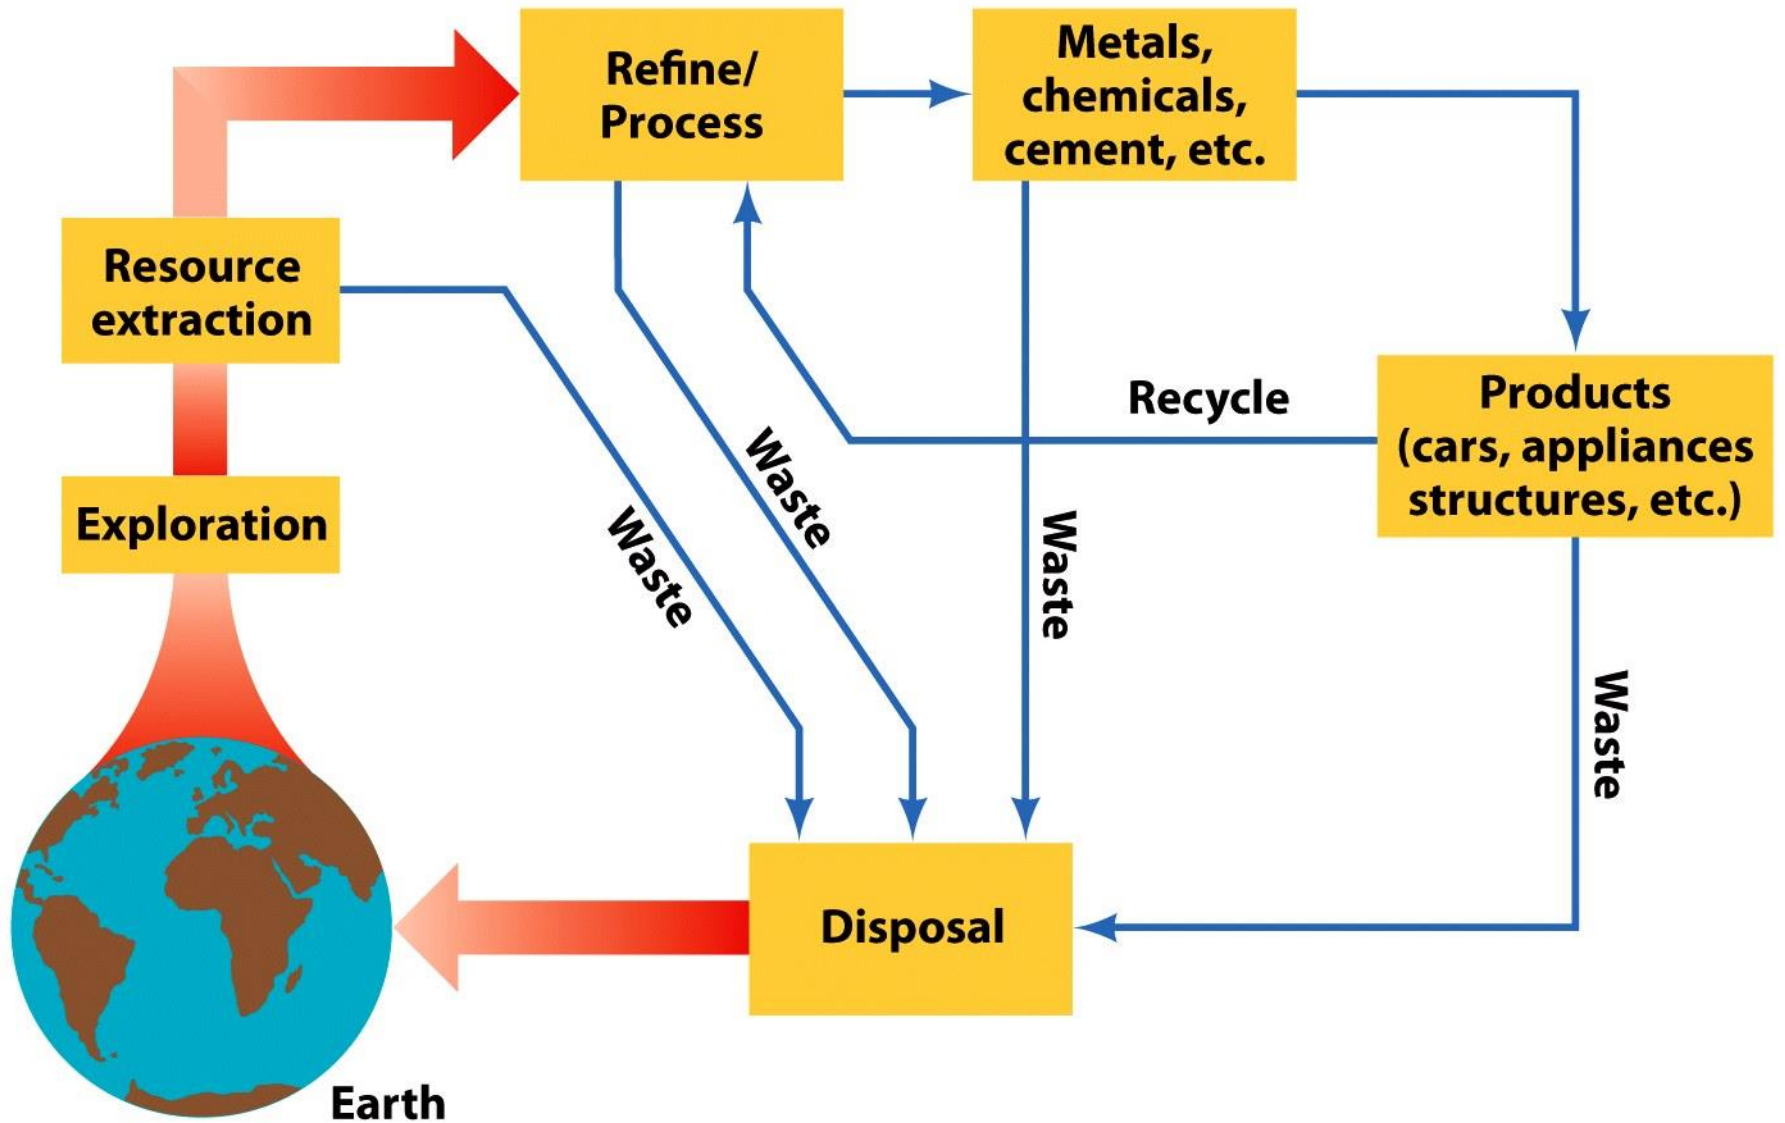 Refine/
Process
Metals,
chemicals,
cement, etc.
Resource
extraction
Recycle
Products
(cars, appliances
structures, etc.)
Exploration
Waste
Waste
Waste
Waste
Disposal
Earth